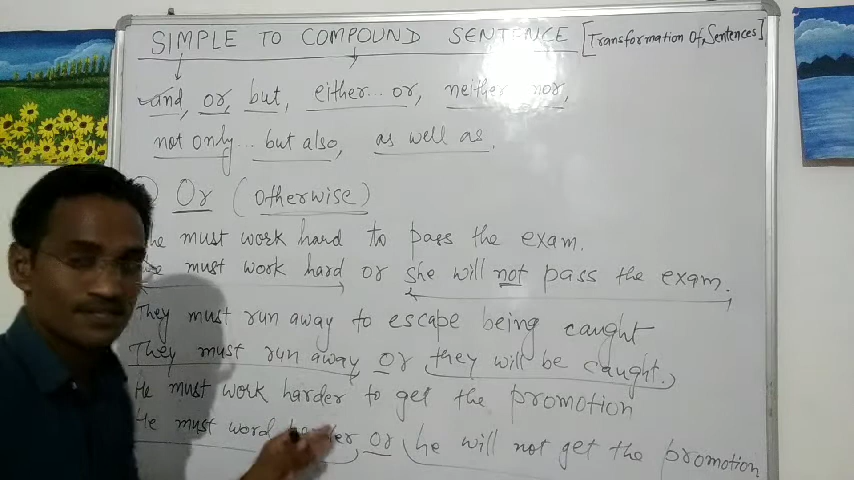 SIMPLE TO COMPOUND SENTENCE [Transformation Of Sentences]
and, or, but, either... or, neither nor,
not only... but also, as well as.
Or (otherwise)
he must work hard to pass the exam.
must work hard or she will not pass the exam.
They must run away to escape being caught
They must run away or they will be caught.
He must work harder to get the promotion
He must word harder or he will not get the promotion